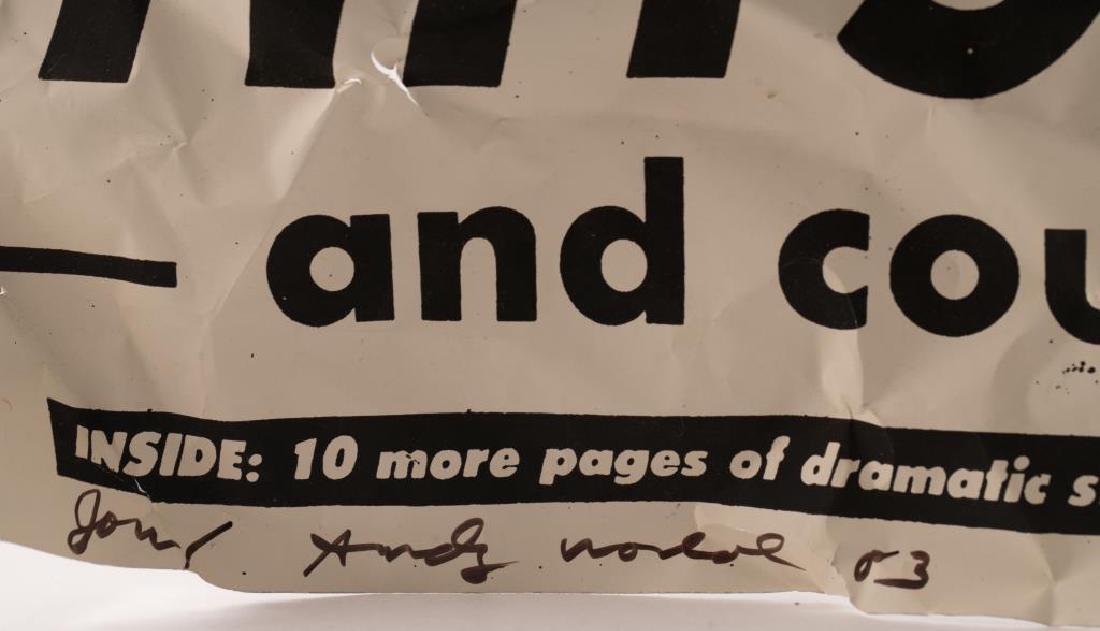 — and cou
INSIDE: 10 more pages of dramatic s
Andy Warhol 83